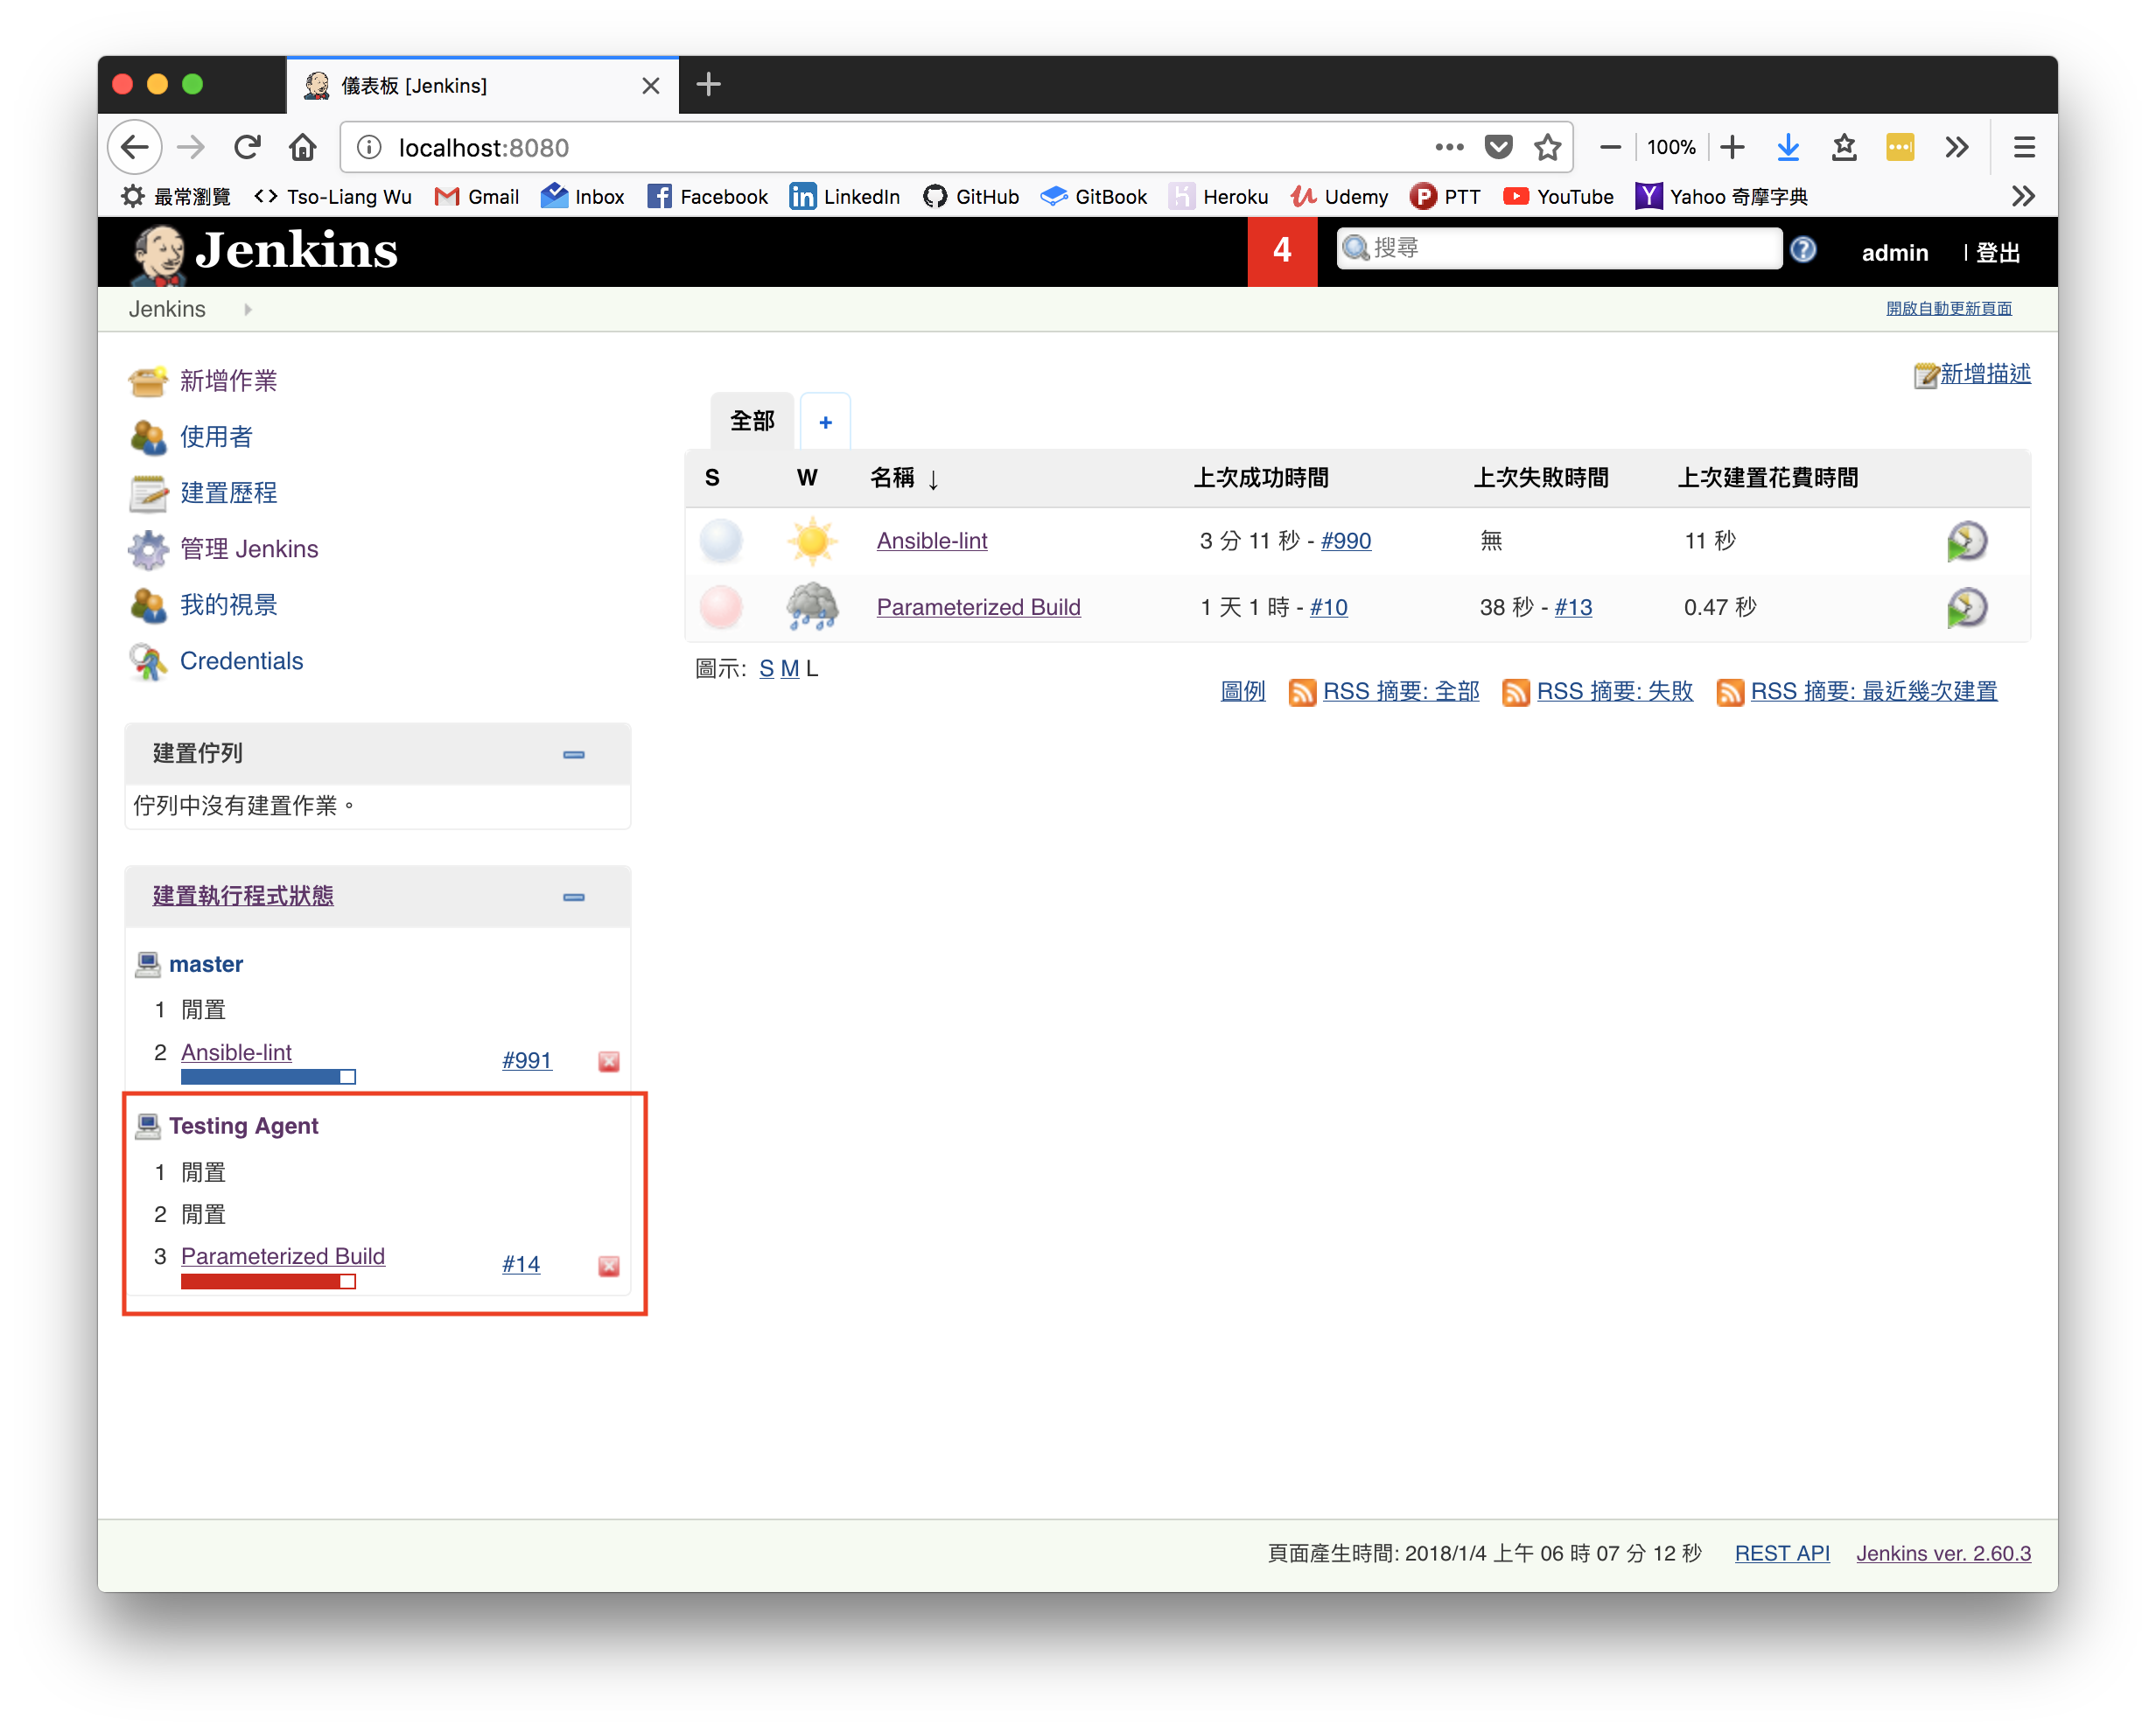 儀表板 [Jenkins]
localhost:8080
100%
最常瀏覽 Tso-Liang Wu Gmail Inbox Facebook LinkedIn GitHub GitBook Heroku Udemy PTT YouTube Yahoo 奇摩字典
Jenkins 4 搜尋 admin | 登出
Jenkins 開啟自動更新頁面
新增作業
使用者
建置歷程
管理 Jenkins
我的視景
Credentials
建置佇列
佇列中沒有建置作業。
建置執行程式狀態
master
1 閒置
2 Ansible-lint #991
Testing Agent
1 閒置
2 閒置
3 Parameterized Build #14
新增描述
全部 +
S W 名稱 ↓ 上次成功時間 上次失敗時間 上次建置花費時間
Ansible-lint 3 分 11 秒 - #990 無 11 秒
Parameterized Build 1 天 1 時 - #10 38 秒 - #13 0.47 秒
圖示: S M L
圖例 RSS 摘要: 全部 RSS 摘要: 失敗 RSS 摘要: 最近幾次建置
頁面產生時間: 2018/1/4 上午 06 時 07 分 12 秒 REST API Jenkins ver. 2.60.3